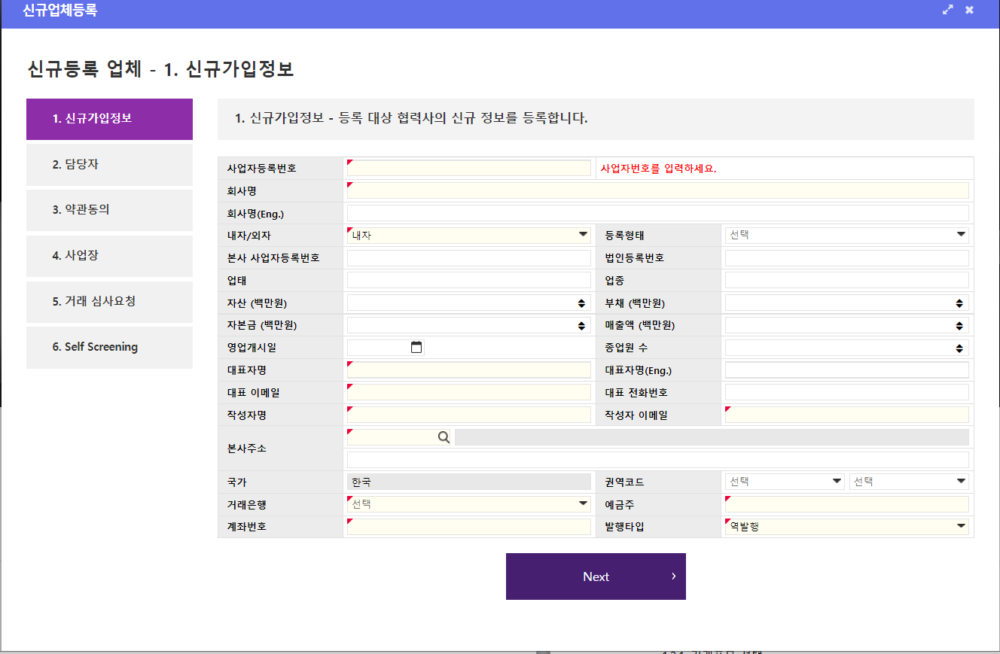 신규업체등록
신규등록 업체 - 1. 신규가입정보
1. 신규가입정보
2. 담당자
3. 약관동의
4. 사업장
5. 거래 심사요청
6. Self Screening
1. 신규가입정보 - 등록 대상 협력사의 신규 정보를 등록합니다.
사업자등록번호 사업자번호를 입력하세요.
회사명
회사명(Eng.)
내자/외자 내자 등록형태 선택
본사 사업자등록번호 법인등록번호
업태 업종
자산 (백만원) 부채 (백만원)
자본금 (백만원) 매출액 (백만원)
영업개시일 종업원 수
대표자명 대표자명(Eng.)
대표 이메일 대표 전화번호
작성자명 작성자 이메일
본사주소
국가 한국 권역코드 선택 선택
거래은행 선택 예금주
계좌번호 발행타입 역발행
Next